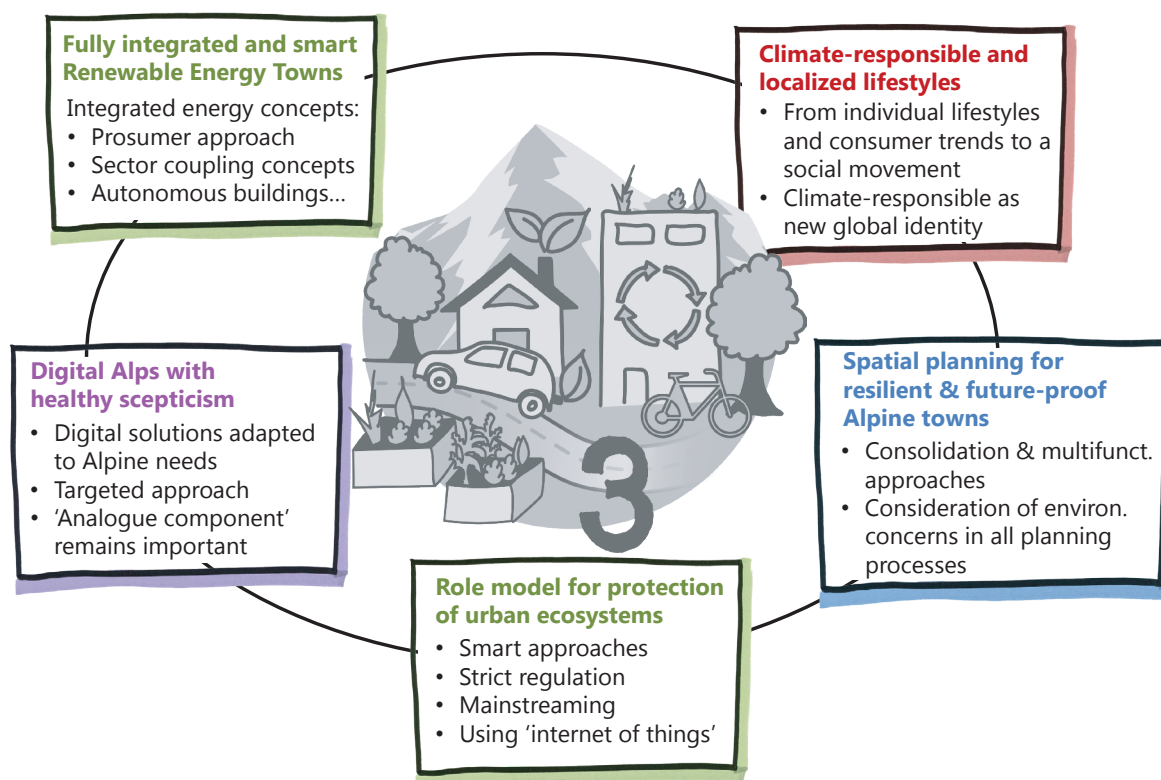 Fully integrated and smart
Renewable Energy Towns
Integrated energy concepts:
• Prosumer approach
• Sector coupling concepts
• Autonomous buildings...
Climate-responsible and
localized lifestyles
• From individual lifestyles
and consumer trends to a
social movement
• Climate-responsible as
new global identity
Digital Alps with
healthy scepticism
• Digital solutions adapted
to Alpine needs
• Targeted approach
• ‘Analogue component’
remains important
Spatial planning for
resilient & future-proof
Alpine towns
• Consolidation & multifunct.
approaches
• Consideration of environ.
concerns in all planning
processes
3
Role model for protection
of urban ecosystems
• Smart approaches
• Strict regulation
• Mainstreaming
• Using ‘internet of things’